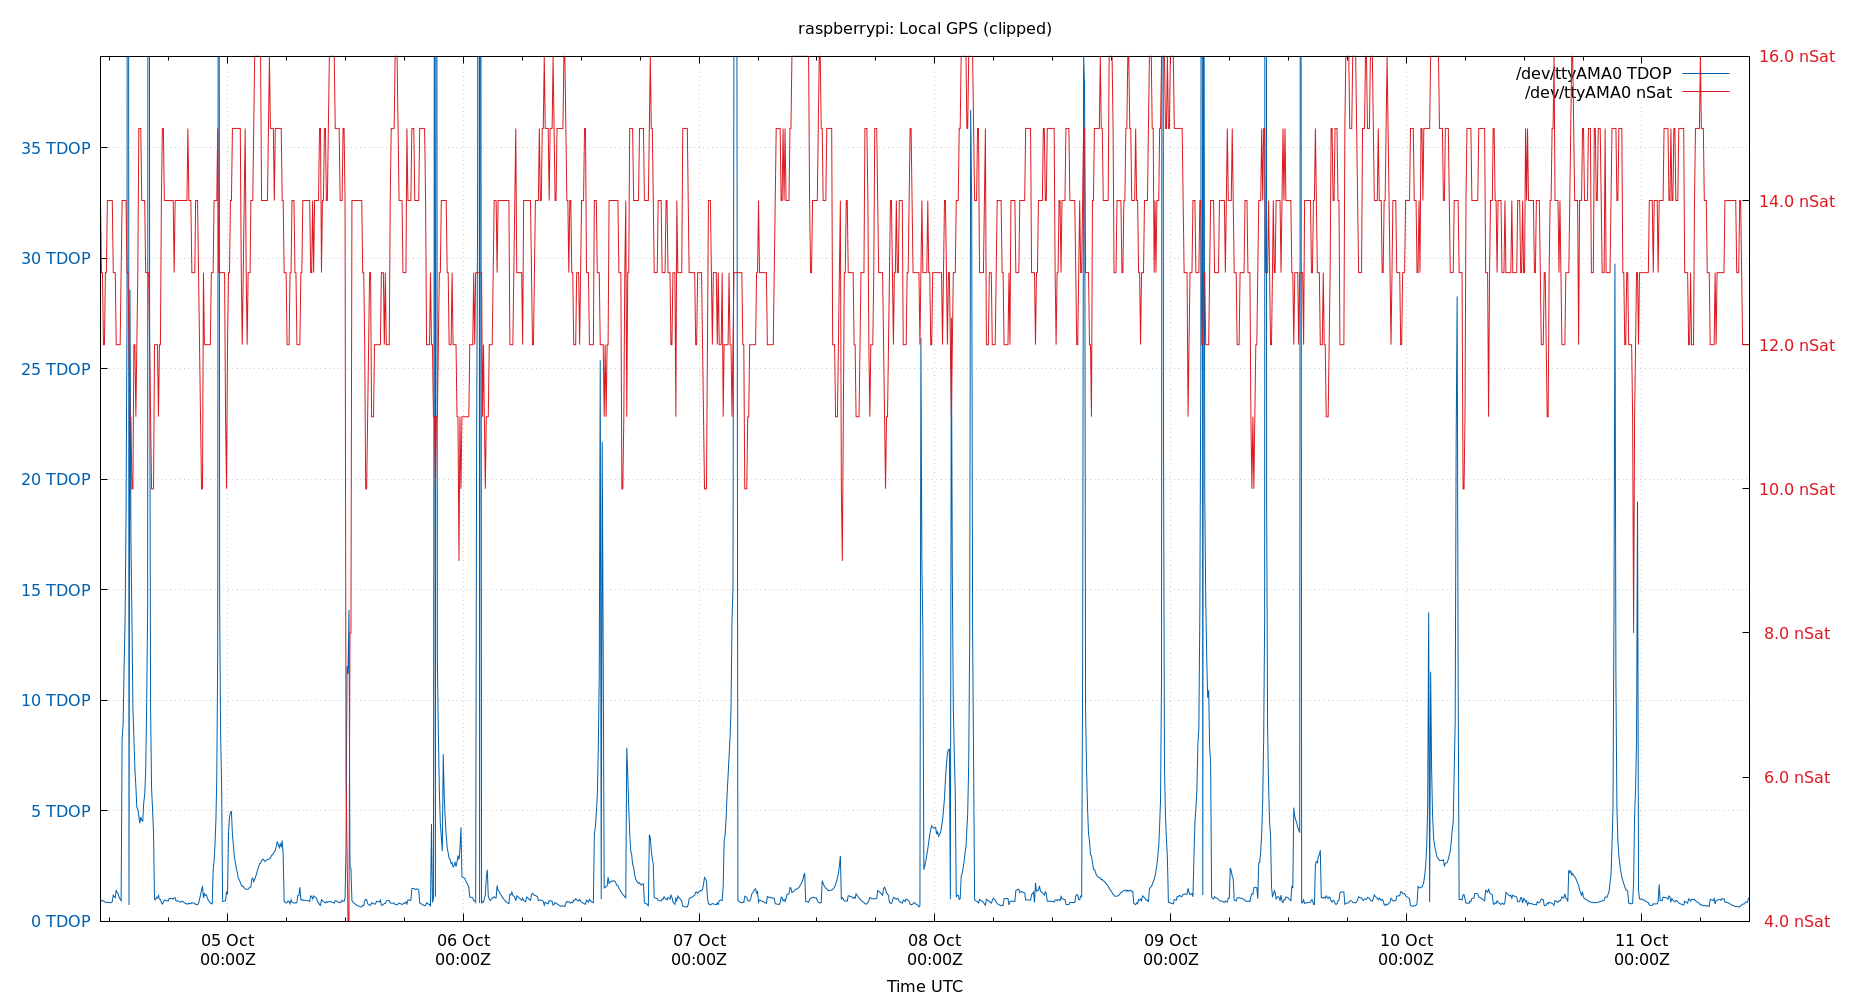 raspberrypi: Local GPS (clipped)
16.0 nSat
/dev/ttyAMA0 TDOP
/dev/ttyAMA0 nSat
35 TDOP
14.0 nSat
30 TDOP
12.0 nSat
25 TDOP
20 TDOP
10.0 nSat
15 TDOP
8.0 nSat
10 TDOP
6.0 nSat
5 TDOP
0 TDOP
4.0 nSat
05 Oct 06 Oct 07 Oct 08 Oct 09 Oct 10 Oct 11 Oct
00:00Z 00:00Z 00:00Z 00:00Z 00:00Z 00:00Z 00:00Z
Time UTC